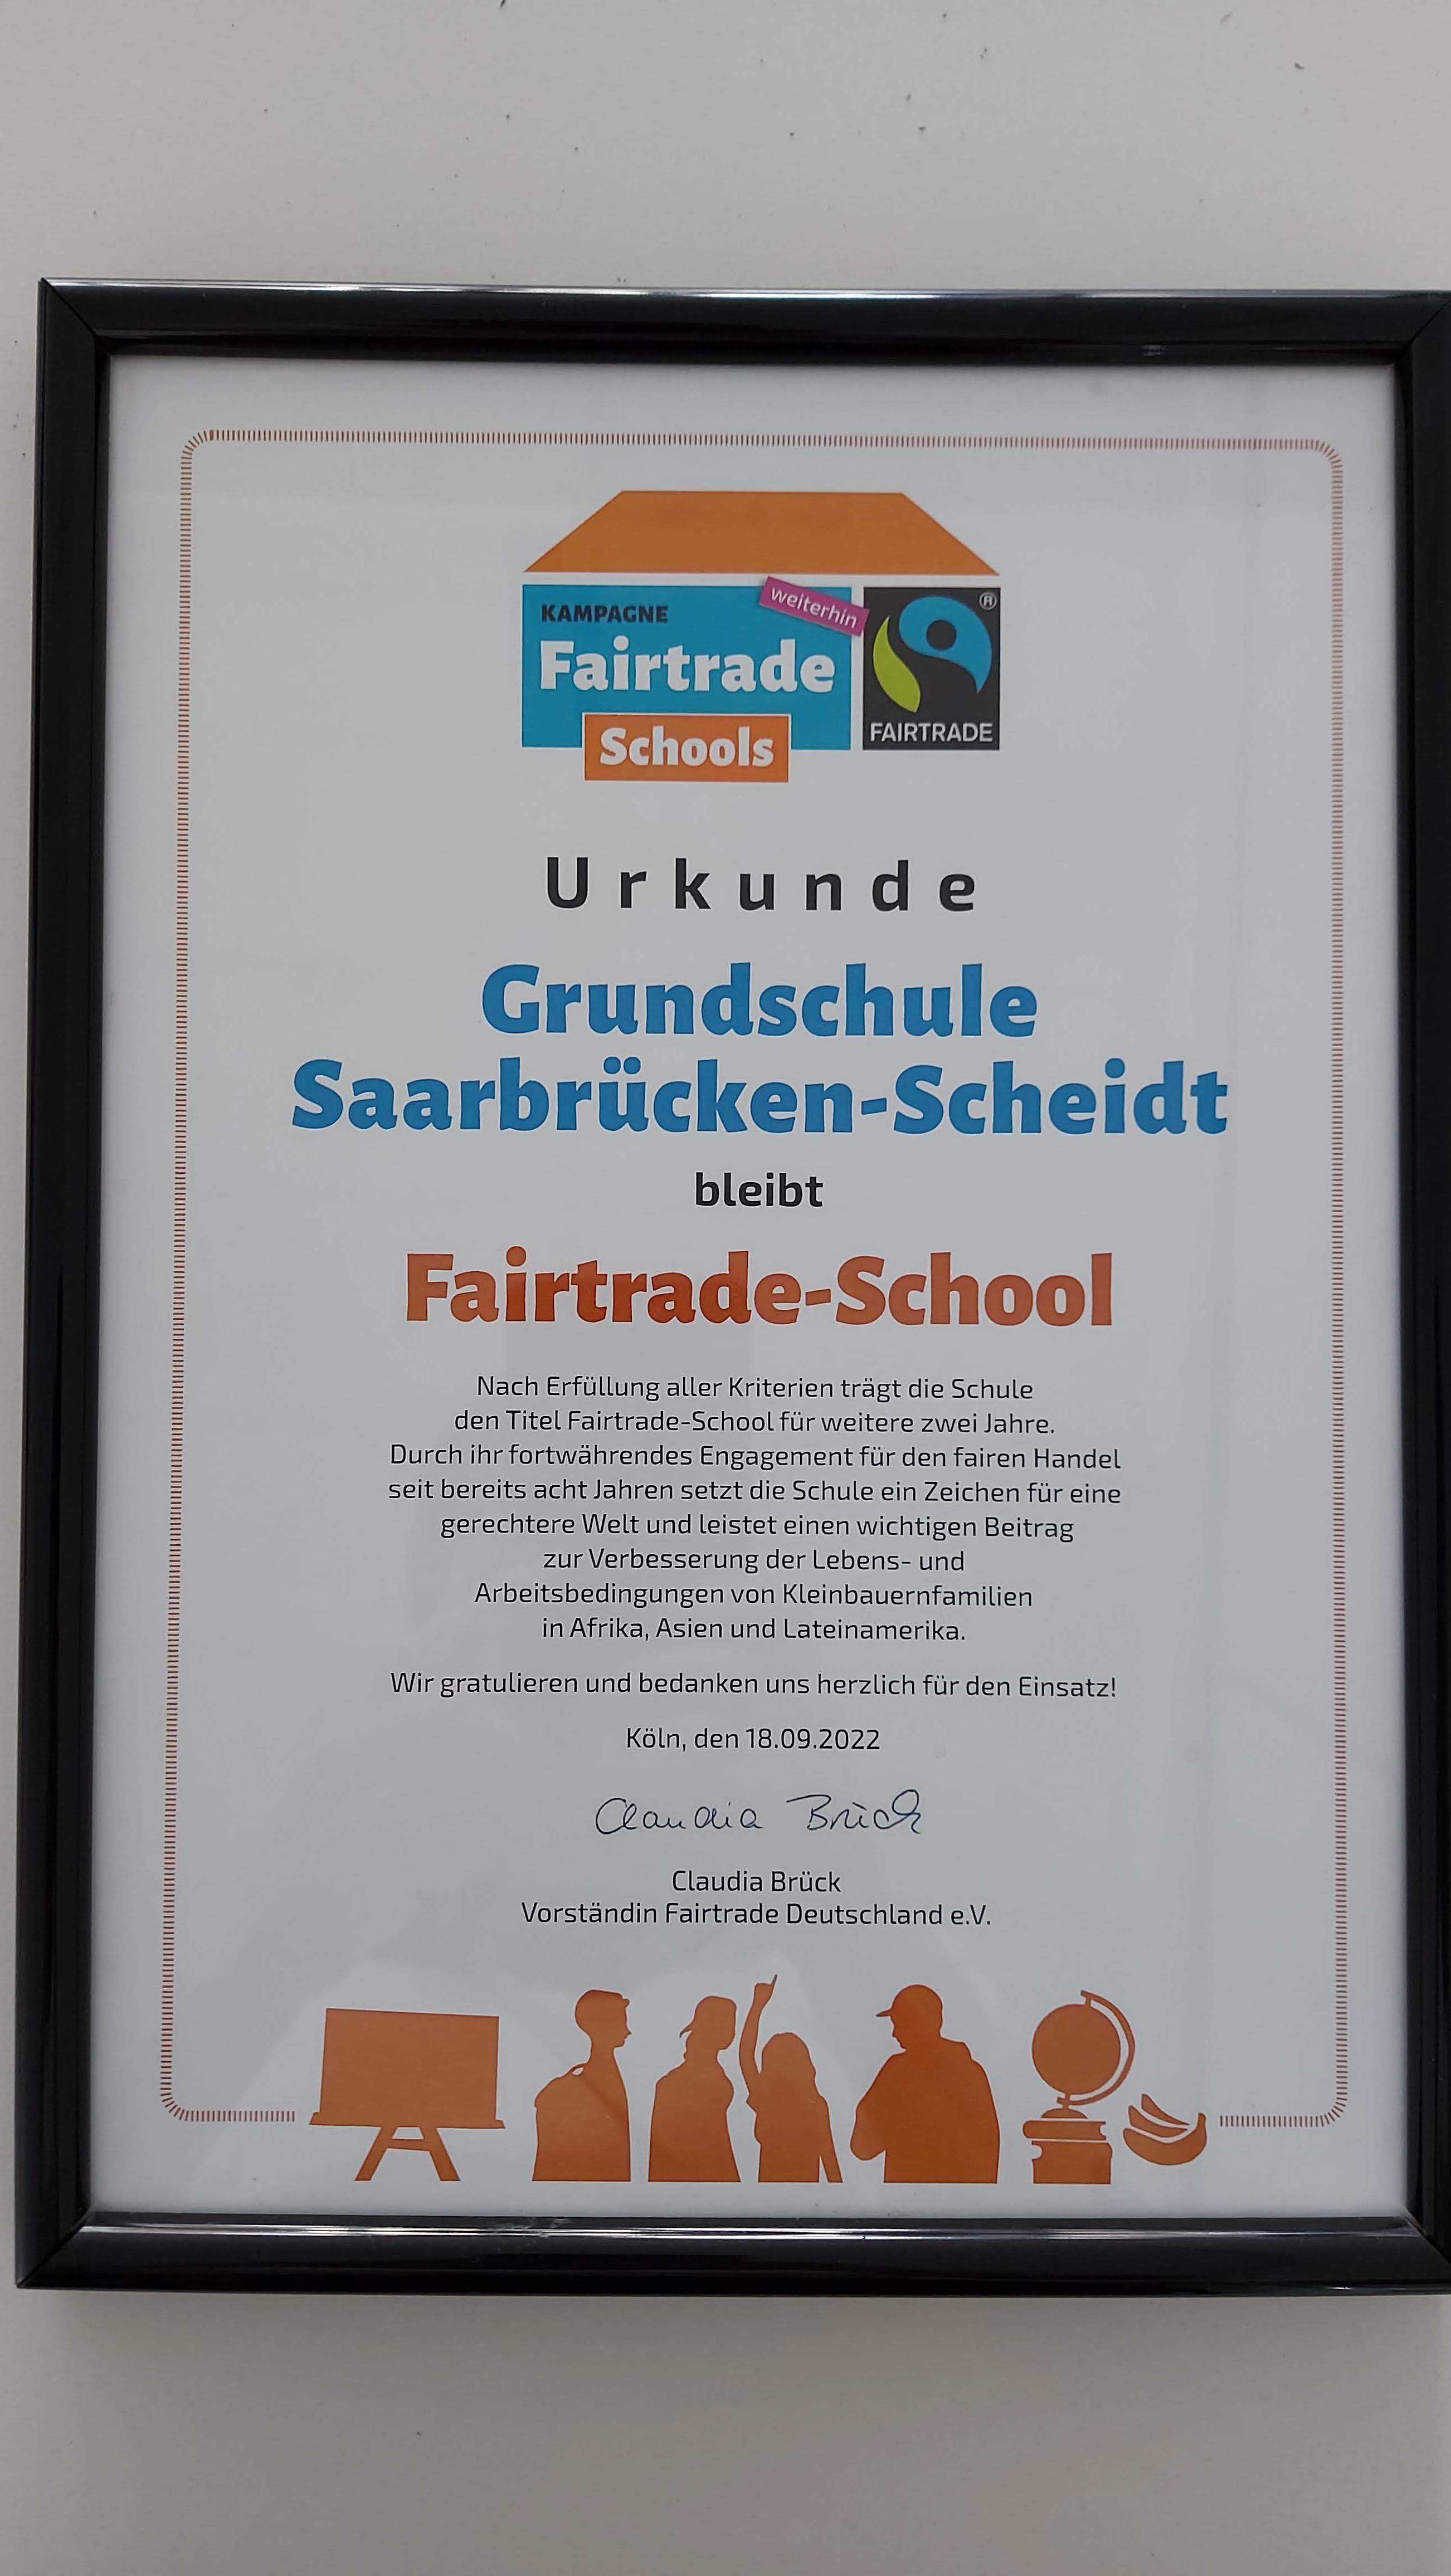 KAMPAGNE
weiterhin
Fairtrade
Schools
®
FAIRTRADE
Urkunde
Grundschule
Saarbrücken-Scheidt
bleibt
Fairtrade-School
Nach Erfüllung aller Kriterien trägt die Schule
den Titel Fairtrade-School für weitere zwei Jahre.
Durch ihr fortwährendes Engagement für den fairen Handel
seit bereits acht Jahren setzt die Schule ein Zeichen für eine
gerechtere Welt und leistet einen wichtigen Beitrag
zur Verbesserung der Lebens- und
Arbeitsbedingungen von Kleinbauernfamilien
in Afrika, Asien und Lateinamerika.
Wir gratulieren und bedanken uns herzlich für den Einsatz!
Köln, den 18.09.2022
Claudia Brück
Claudia Brück
Vorständin Fairtrade Deutschland e.V.